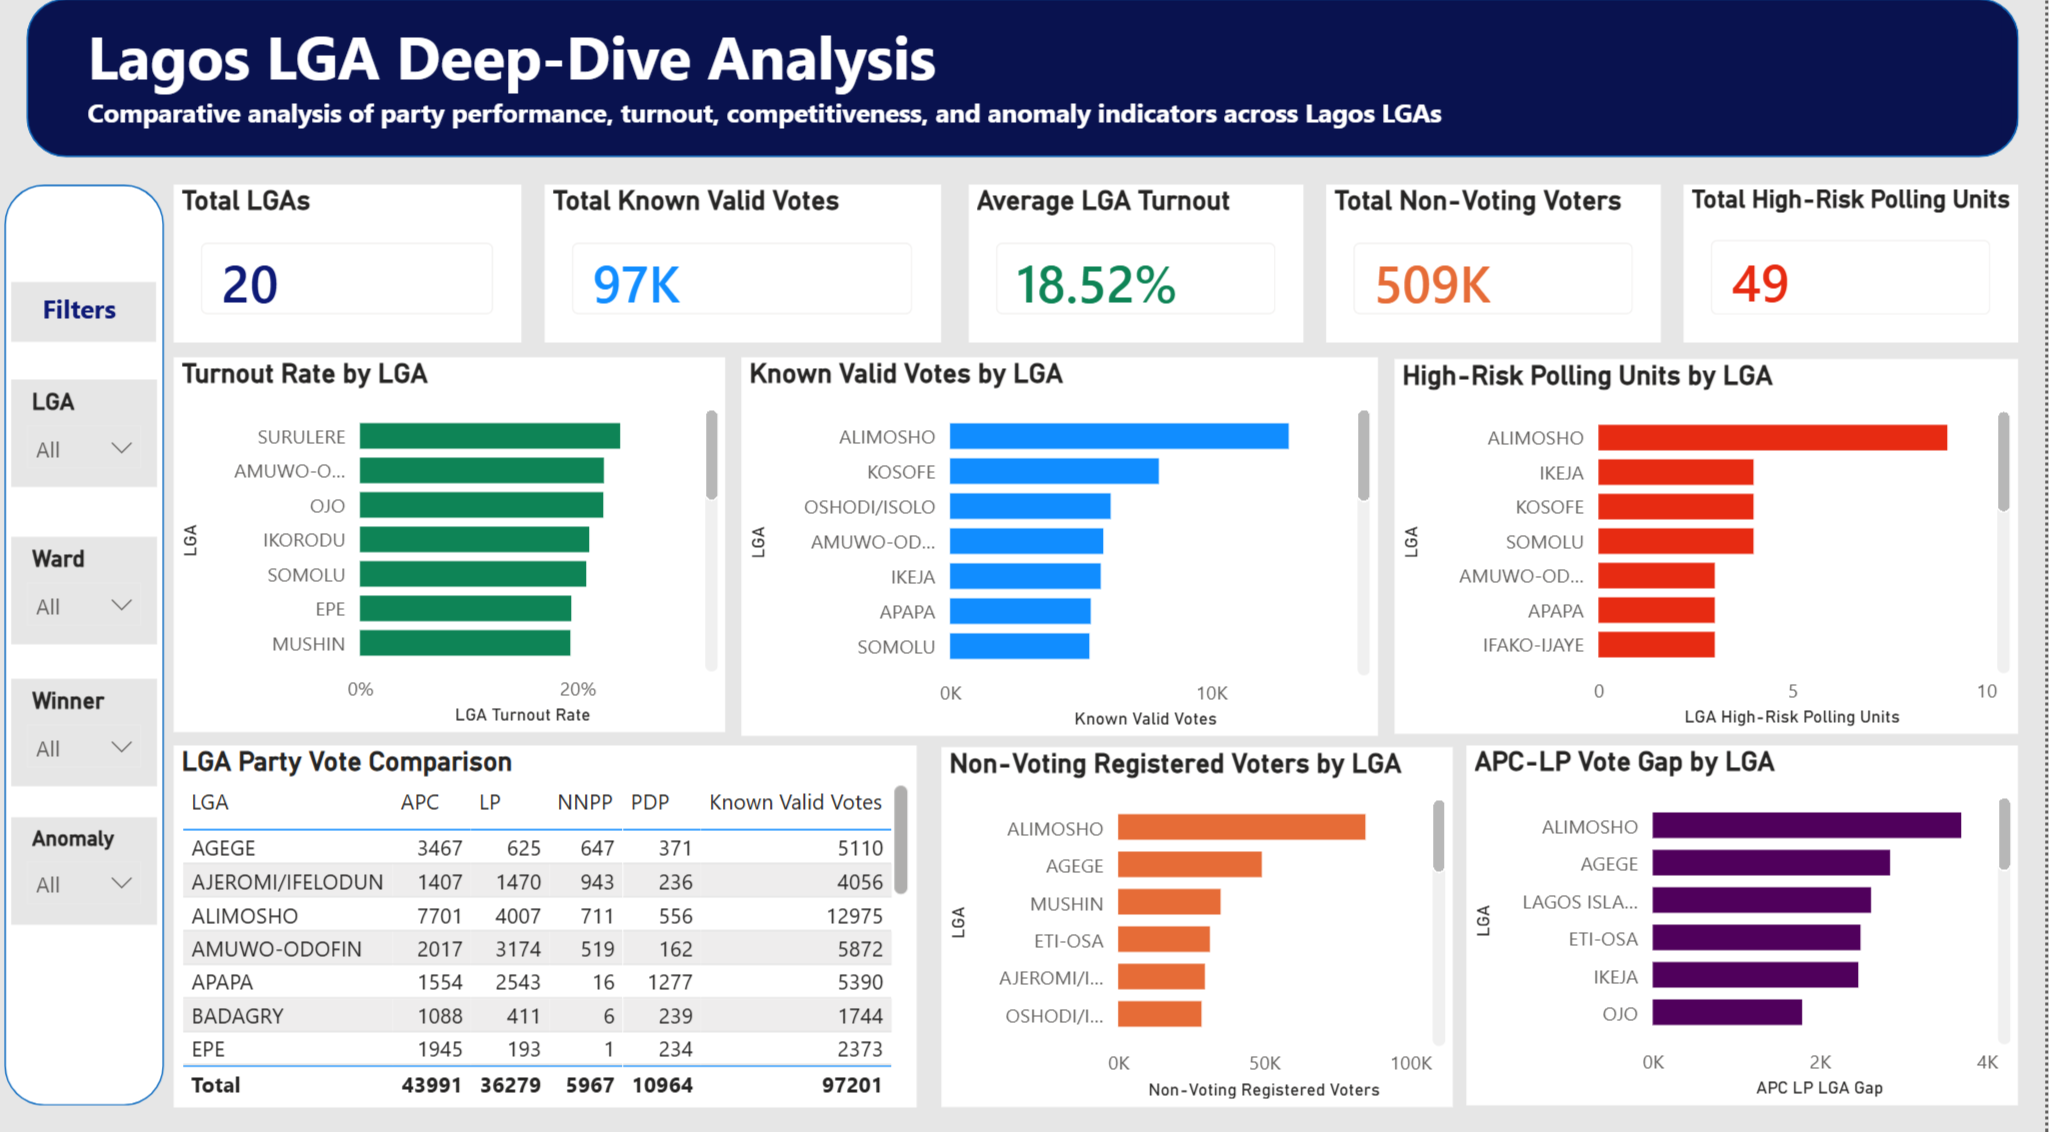 Lagos LGA Deep-Dive Analysis
Comparative analysis of party performance, turnout, competitiveness, and anomaly indicators across Lagos LGAs
Filters
LGA
All
Ward
All
Winner
All
Anomaly
All
Total LGAs
20
Total Known Valid Votes
97K
Average LGA Turnout
18.52%
Total Non-Voting Voters
509K
Total High-Risk Polling Units
49
Turnout Rate by LGA
LGA
SURULERE
AMUWO-O...
OJO
IKORODU
SOMOLU
EPE
MUSHIN
0% 20%
LGA Turnout Rate
Known Valid Votes by LGA
LGA
ALIMOSHO
KOSOFE
OSHODI/ISOLO
AMUWO-OD...
IKEJA
APAPA
SOMOLU
0K 10K
Known Valid Votes
High-Risk Polling Units by LGA
LGA
ALIMOSHO
IKEJA
KOSOFE
SOMOLU
AMUWO-OD...
APAPA
IFAKO-IJAYE
0 5 10
LGA High-Risk Polling Units
LGA Party Vote Comparison
LGA APC LP NNPP PDP Known Valid Votes
AGEGE 3467 625 647 371 5110
AJEROMI/IFELODUN 1407 1470 943 236 4056
ALIMOSHO 7701 4007 711 556 12975
AMUWO-ODOFIN 2017 3174 519 162 5872
APAPA 1554 2543 16 1277 5390
BADAGRY 1088 411 6 239 1744
EPE 1945 193 1 234 2373
Total 43991 36279 5967 10964 97201
Non-Voting Registered Voters by LGA
LGA
ALIMOSHO
AGEGE
MUSHIN
ETI-OSA
AJEROMI/I...
OSHODI/I...
0K 50K 100K
Non-Voting Registered Voters
APC-LP Vote Gap by LGA
LGA
ALIMOSHO
AGEGE
LAGOS ISLA...
ETI-OSA
IKEJA
OJO
0K 2K 4K
APC LP LGA Gap